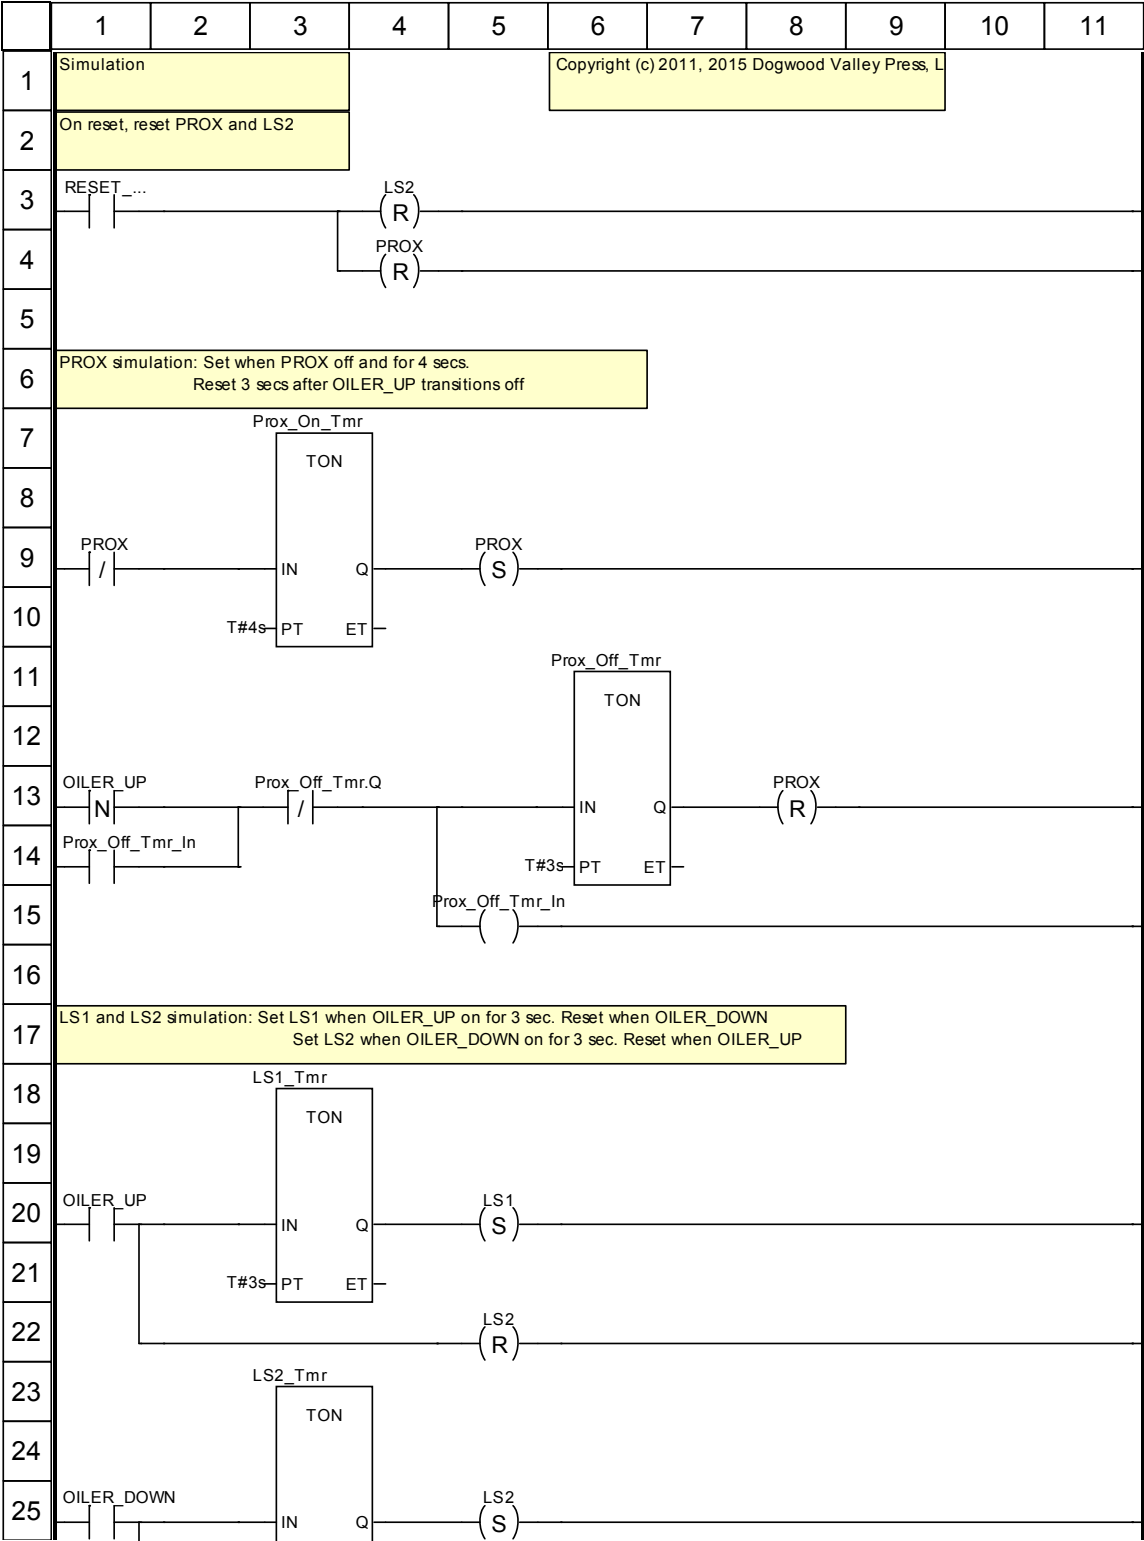 1 2 3 4 5 6 7 8 9 10 11
1 Simulation Copyright (c) 2011, 2015 Dogwood Valley Press, L
2 On reset, reset PROX and LS2
3 RESET_... LS2
R
4 PROX
R
5
6 PROX simulation: Set when PROX off and for 4 secs.
Reset 3 secs after OILER_UP transitions off
7 Prox_On_Tmr
TON
8
9 PROX PROX
/ IN Q S
10 T#4s PT ET
11 Prox_Off_Tmr
TON
12
13 OILER_UP Prox_Off_Tmr.Q PROX
N / IN Q R
14 Prox_Off_Tmr_In
T#3s PT ET
15 Prox_Off_Tmr_In
16
17 LS1 and LS2 simulation: Set LS1 when OILER_UP on for 3 sec. Reset when OILER_DOWN
Set LS2 when OILER_DOWN on for 3 sec. Reset when OILER_UP
18 LS1_Tmr
TON
19
20 OILER_UP LS1
IN Q S
21 T#3s PT ET
22 LS2
R
23 LS2_Tmr
TON
24
25 OILER_DOWN LS2
IN Q S